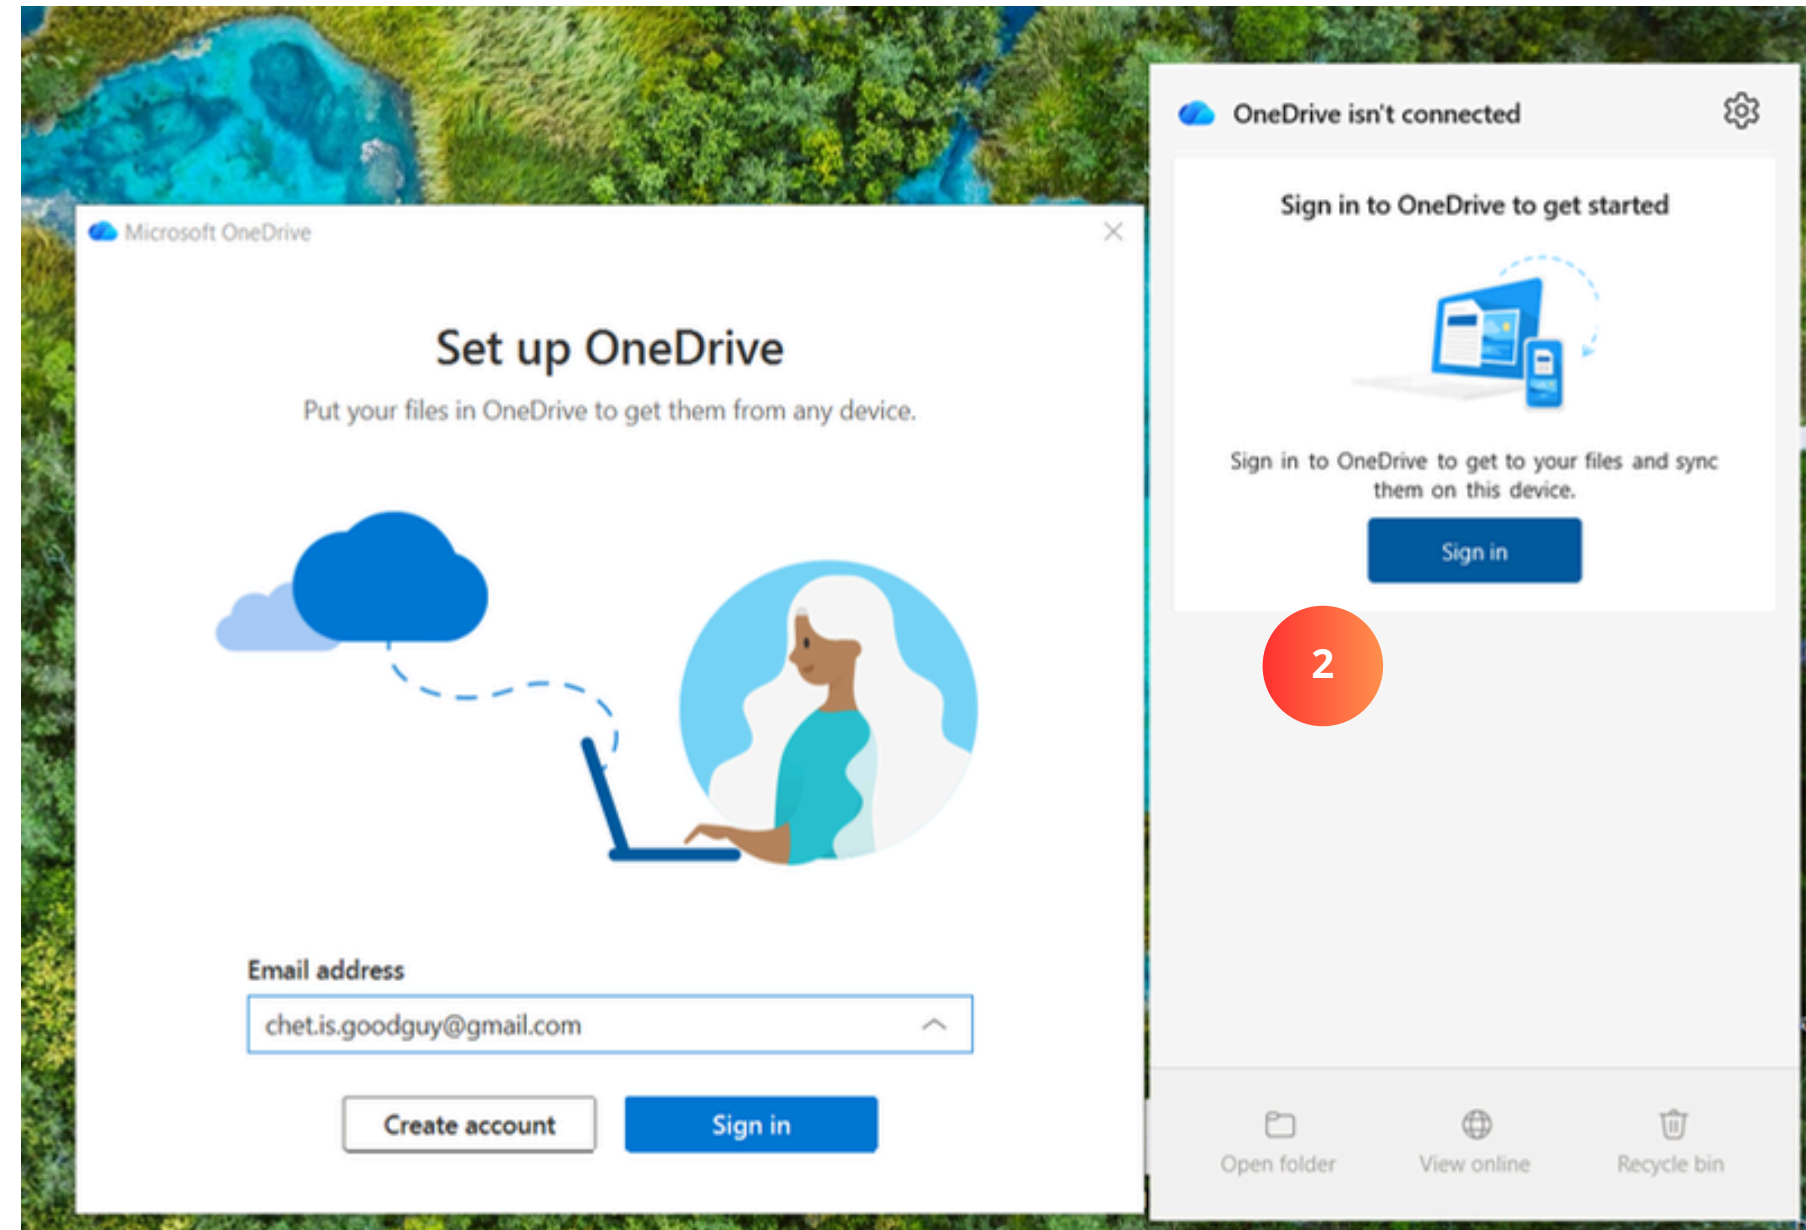 Microsoft OneDrive
Set up OneDrive
Put your files in OneDrive to get them from any device.
Email address
chet.is.goodguy@gmail.com
Create account
Sign in
OneDrive isn't connected
Sign in to OneDrive to get started
Sign in to OneDrive to get to your files and sync
them on this device.
Sign in
2
Open folder
View online
Recycle bin